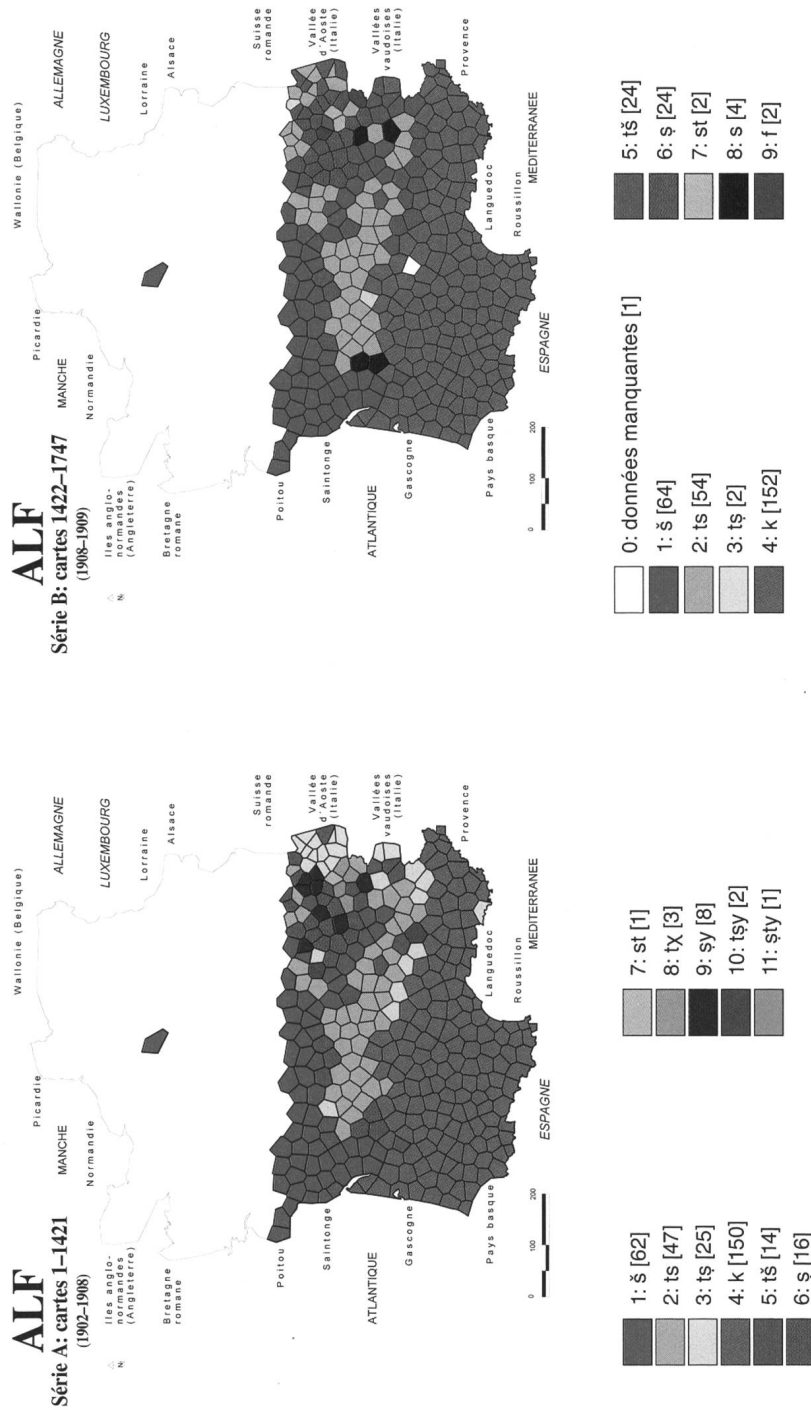 ALF
Série A: cartes 1–1421
(1902–1908)
N
Iles anglo-
normandes
(Angleterre)
Bretagne
romane
Picardie
MANCHE
Normandie
Wallonie (Belgique)
ALLEMAGNE
LUXEMBOURG
Lorraine
Alsace
Suisse
romande
Vallée
d'Aoste
(Italie)
Vallées
vaudoises
(Italie)
Provence
MEDITERRANEE
Languedoc
Roussillon
ESPAGNE
Pays basque
Gascogne
ATLANTIQUE
Saintonge
Poitou
0 100 200
1: š [62]
2: ts [47]
3: tṣ [25]
4: k [150]
5: tš [14]
6: ṣ [16]
7: st [1]
8: tχ [3]
9: ṣy [8]
10: tṣy [2]
11: ṣty [1]
ALF
Série B: cartes 1422–1747
(1908–1909)
N
Iles anglo-
normandes
(Angleterre)
Bretagne
romane
Picardie
MANCHE
Normandie
Wallonie (Belgique)
ALLEMAGNE
LUXEMBOURG
Lorraine
Alsace
Suisse
romande
Vallée
d'Aoste
(Italie)
Vallées
vaudoises
(Italie)
Provence
MEDITERRANEE
Languedoc
Roussillon
ESPAGNE
Pays basque
Gascogne
ATLANTIQUE
Saintonge
Poitou
0 100 200
0: données manquantes [1]
1: š [64]
2: ts [54]
3: tṣ [2]
4: k [152]
5: tš [24]
6: ṣ [24]
7: st [2]
8: s [4]
9: f [2]